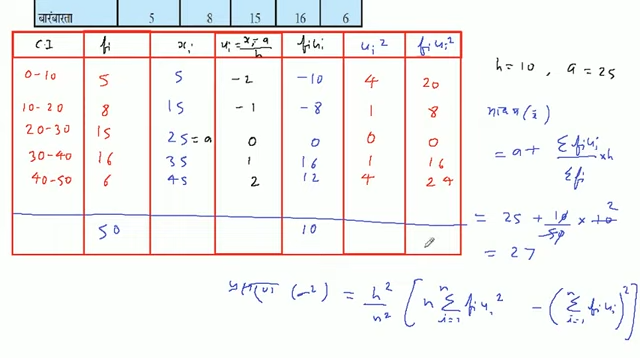 बारंबारता 5 8 15 16 6
C.I fi xi ui = xi - a / h fiui ui² fiui²
0-10 5 5 -2 -10 4 20
10-20 8 15 -1 -8 1 8
20-30 15 25 = a 0 0 0 0
30-40 16 35 1 16 1 16
40-50 6 45 2 12 4 24
50 10
h = 10 , a = 25
माध्य (x̄)
= a + Σfiui / Σfi × h
= 25 + 10 / 50 × 10 2
= 27
(σ²) = h² / n² [ n Σ i=1 n fiui² - ( Σ i=1 n fiui )² ]